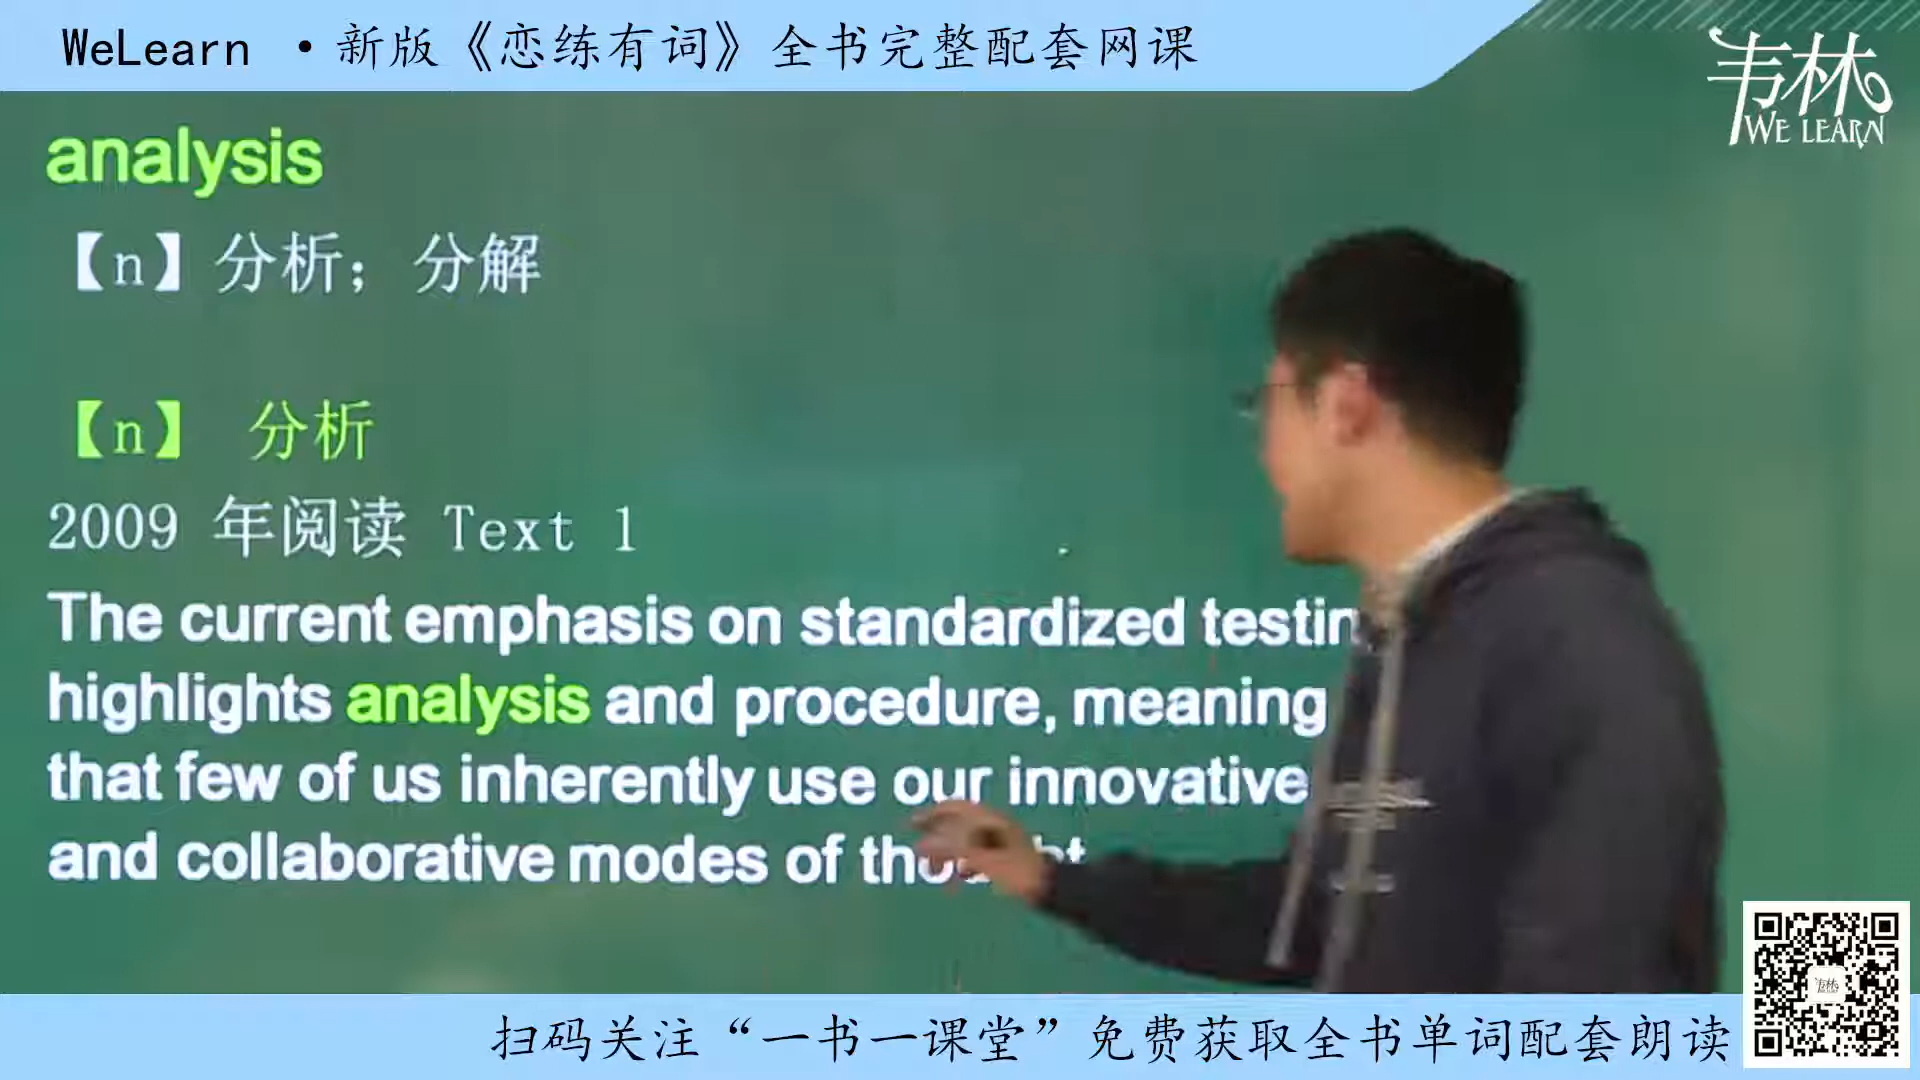 WeLearn ·新版《恋练有词》全书完整配套网课
韦林
WE LEARN
analysis
【n】分析；分解
【n】 分析
2009 年阅读 Text 1
The current emphasis on standardized
highlights analysis and procedure, meaning
that few of us inherently use our innovative
and collaborative modes of
扫码关注“一书一课堂”免费获取全书单词配套朗读
韦林